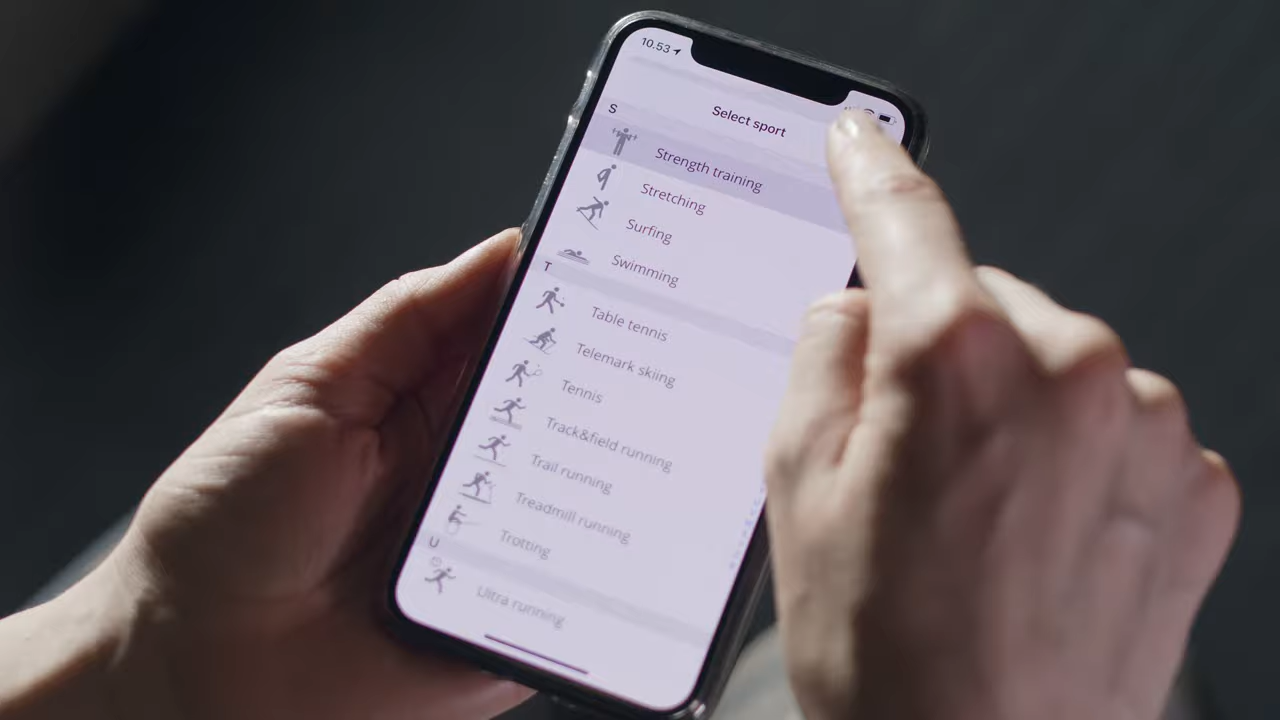 10.53
Select sport
S
Strength training
Stretching
Surfing
Swimming
T
Table tennis
Telemark skiing
Tennis
Track&field running
Trail running
Treadmill running
Trotting
U
Ultra running